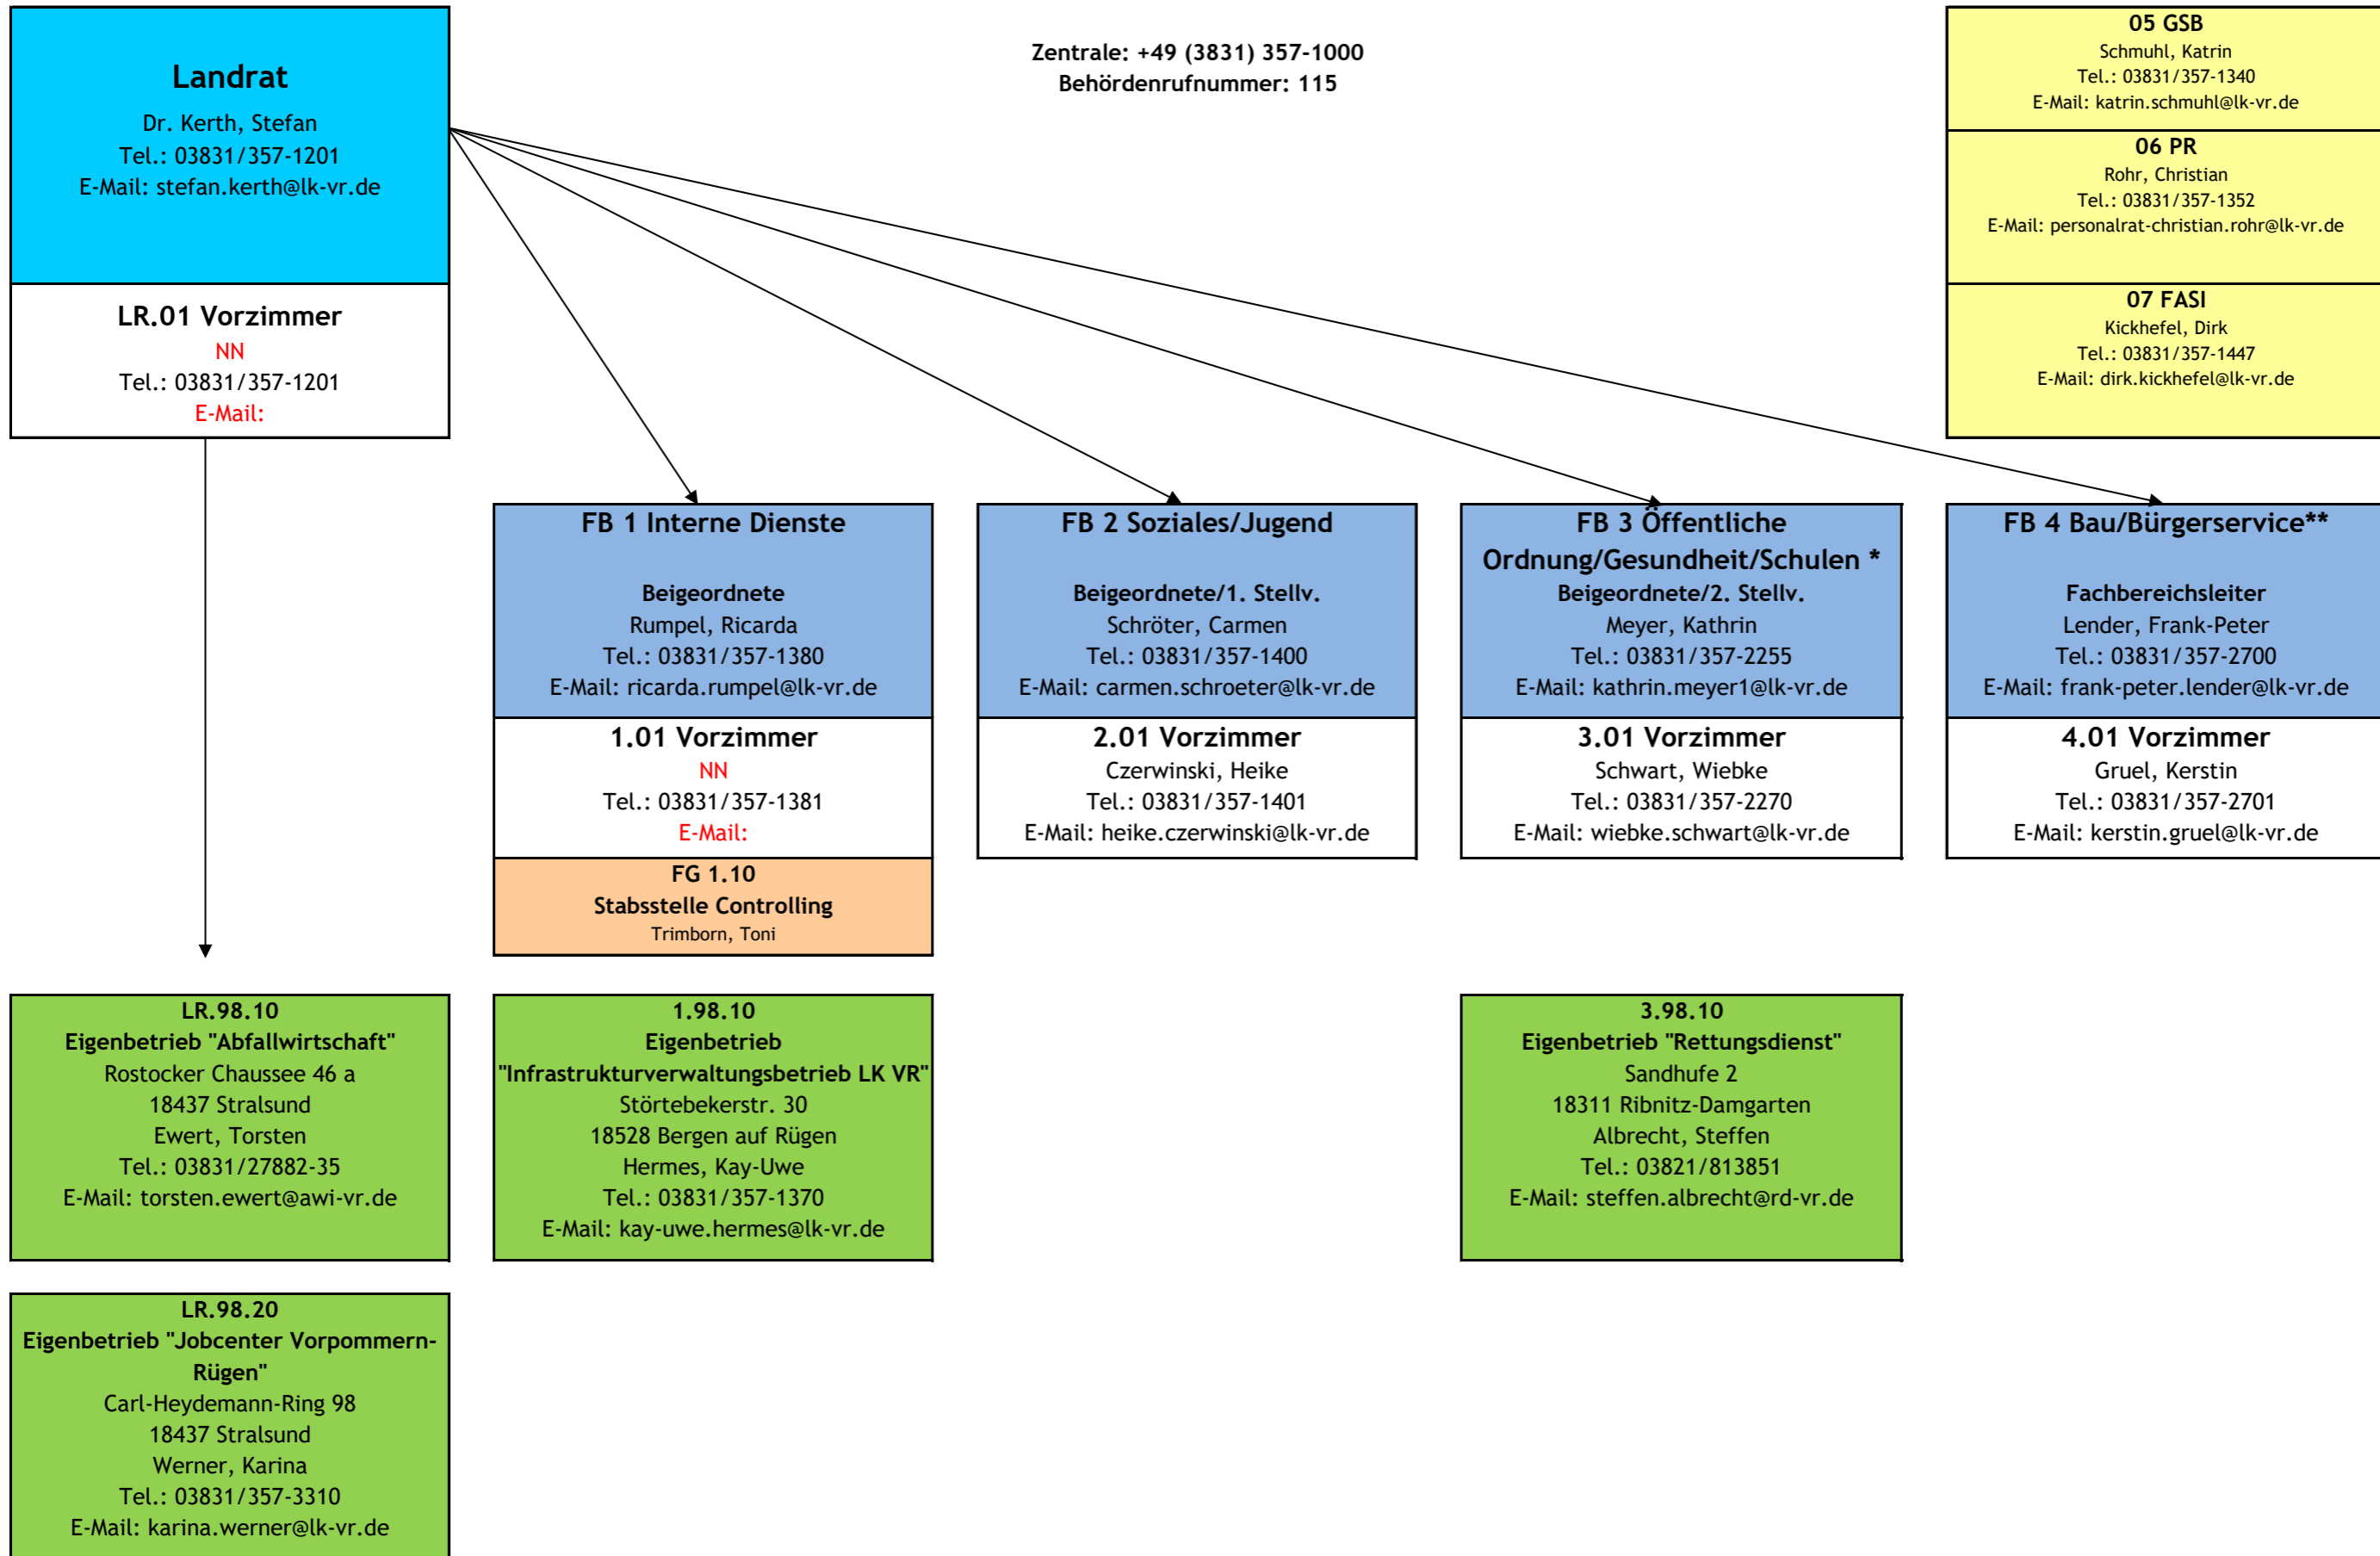 Landrat
Dr. Kerth, Stefan
Tel.: 03831/357-1201
E-Mail: stefan.kerth@lk-vr.de
LR.01 Vorzimmer
NN
Tel.: 03831/357-1201
E-Mail:
Zentrale: +49 (3831) 357-1000
Behördenrufnummer: 115
05 GSB
Schmuhl, Katrin
Tel.: 03831/357-1340
E-Mail: katrin.schmuhl@lk-vr.de
06 PR
Rohr, Christian
Tel.: 03831/357-1352
E-Mail: personalrat-christian.rohr@lk-vr.de
07 FASI
Kickhefel, Dirk
Tel.: 03831/357-1447
E-Mail: dirk.kickhefel@lk-vr.de
FB 1 Interne Dienste
Beigeordnete
Rumpel, Ricarda
Tel.: 03831/357-1380
E-Mail: ricarda.rumpel@lk-vr.de
1.01 Vorzimmer
NN
Tel.: 03831/357-1381
E-Mail:
FG 1.10
Stabsstelle Controlling
Trimborn, Toni
FB 2 Soziales/Jugend
Beigeordnete/1. Stellv.
Schröter, Carmen
Tel.: 03831/357-1400
E-Mail: carmen.schroeter@lk-vr.de
2.01 Vorzimmer
Czerwinski, Heike
Tel.: 03831/357-1401
E-Mail: heike.czerwinski@lk-vr.de
FB 3 Öffentliche
Ordnung/Gesundheit/Schulen *
Beigeordnete/2. Stellv.
Meyer, Kathrin
Tel.: 03831/357-2255
E-Mail: kathrin.meyer1@lk-vr.de
3.01 Vorzimmer
Schwart, Wiebke
Tel.: 03831/357-2270
E-Mail: wiebke.schwart@lk-vr.de
FB 4 Bau/Bürgerservice**
Fachbereichsleiter
Lender, Frank-Peter
Tel.: 03831/357-2700
E-Mail: frank-peter.lender@lk-vr.de
4.01 Vorzimmer
Gruel, Kerstin
Tel.: 03831/357-2701
E-Mail: kerstin.gruel@lk-vr.de
LR.98.10
Eigenbetrieb "Abfallwirtschaft"
Rostocker Chaussee 46 a
18437 Stralsund
Ewert, Torsten
Tel.: 03831/27882-35
E-Mail: torsten.ewert@awi-vr.de
1.98.10
Eigenbetrieb
"Infrastrukturverwaltungsbetrieb LK VR"
Störtebekerstr. 30
18528 Bergen auf Rügen
Hermes, Kay-Uwe
Tel.: 03831/357-1370
E-Mail: kay-uwe.hermes@lk-vr.de
3.98.10
Eigenbetrieb "Rettungsdienst"
Sandhufe 2
18311 Ribnitz-Damgarten
Albrecht, Steffen
Tel.: 03821/813851
E-Mail: steffen.albrecht@rd-vr.de
LR.98.20
Eigenbetrieb "Jobcenter Vorpommern-
Rügen"
Carl-Heydemann-Ring 98
18437 Stralsund
Werner, Karina
Tel.: 03831/357-3310
E-Mail: karina.werner@lk-vr.de